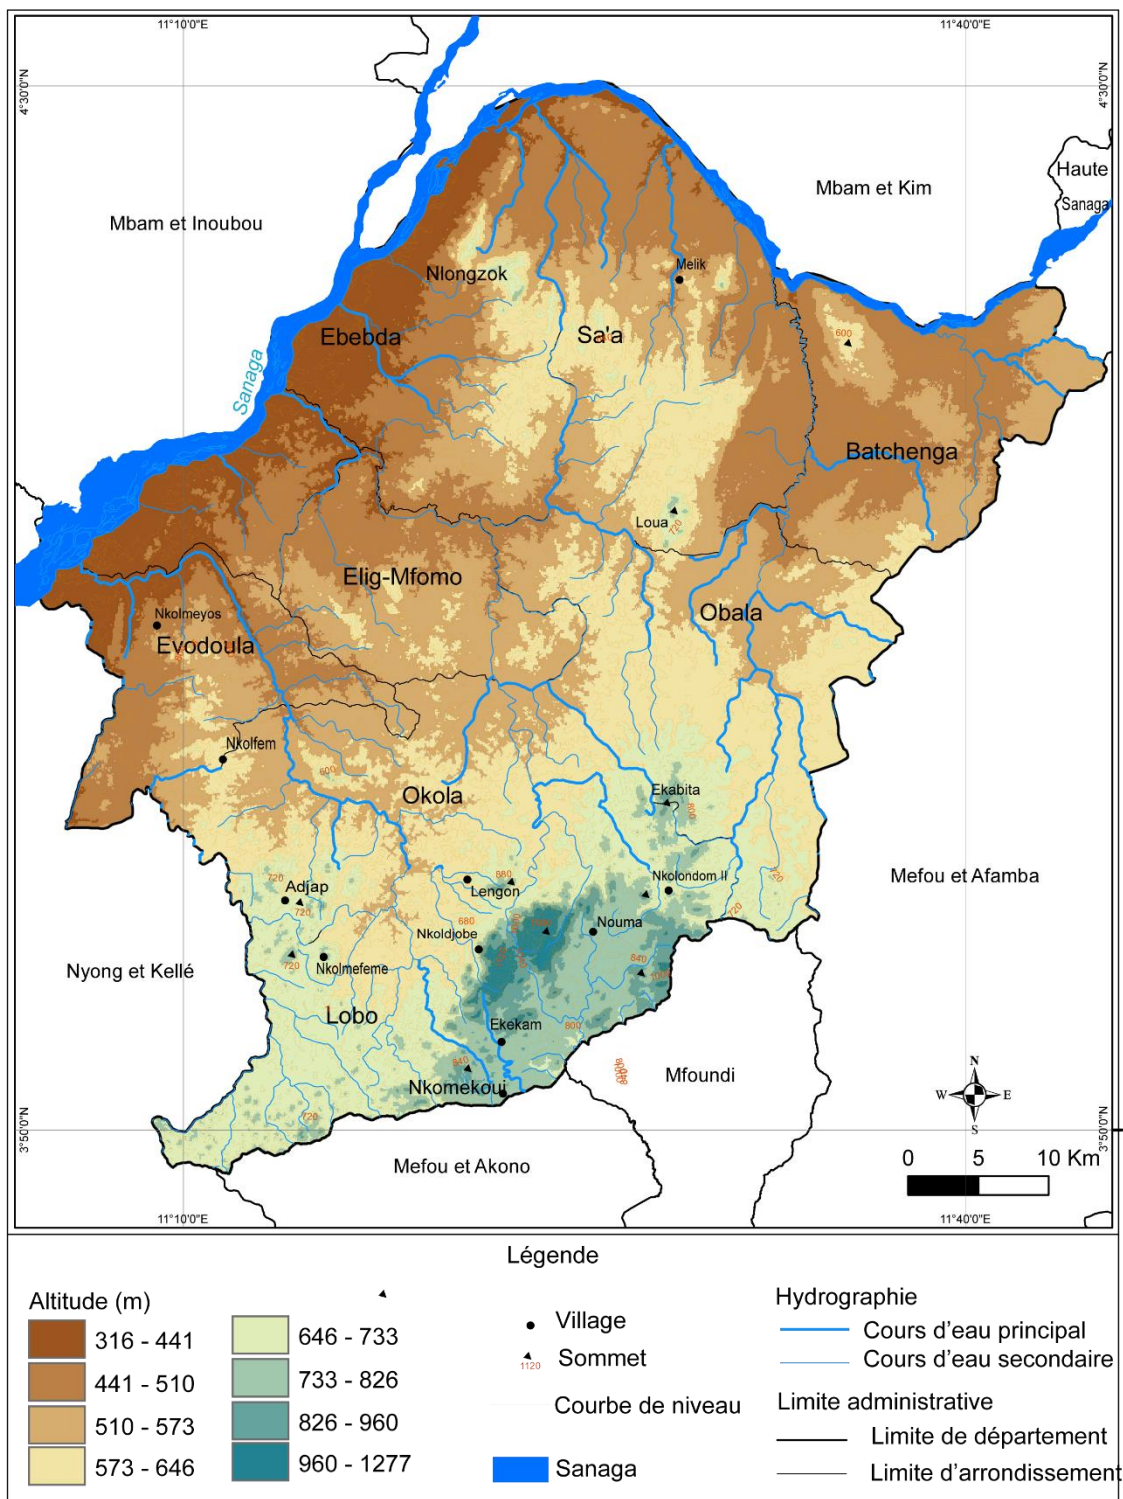 11°10'0"E
11°40'0"E
4°30'0"N
4°30'0"N
Haute
Sanaga
Mbam et Kim
Mbam et Inoubou
Melik
Nlongzok
Ebebda
Sa'a
600
Sanaga
Batchenga
Loua
720
Elig-Mfomo
Obala
Nkolmeyos
Evodoula
Nkolfem
600
Okola
Ekabita
800
720
Adjap
720
Lengon
880
Nkolondom II
720
Mefou et Afamba
720
680
Nkoldjobe
Nouma
840
1000
Nyong et Kellé
720
Nkolmefeme
Lobo
Ekekam
800
840
Nkomekoui
Mfoundi
720
N
W
E
S
3°50'0"N
3°50'0"N
Mefou et Akono
0 5 10 Km
11°10'0"E
11°40'0"E
Légende
Altitude (m)
316 - 441
441 - 510
510 - 573
573 - 646
646 - 733
733 - 826
826 - 960
960 - 1277
Village
1120
Sommet
Courbe de niveau
Sanaga
Hydrographie
Cours d'eau principal
Cours d'eau secondaire
Limite administrative
Limite de département
Limite d'arrondissement